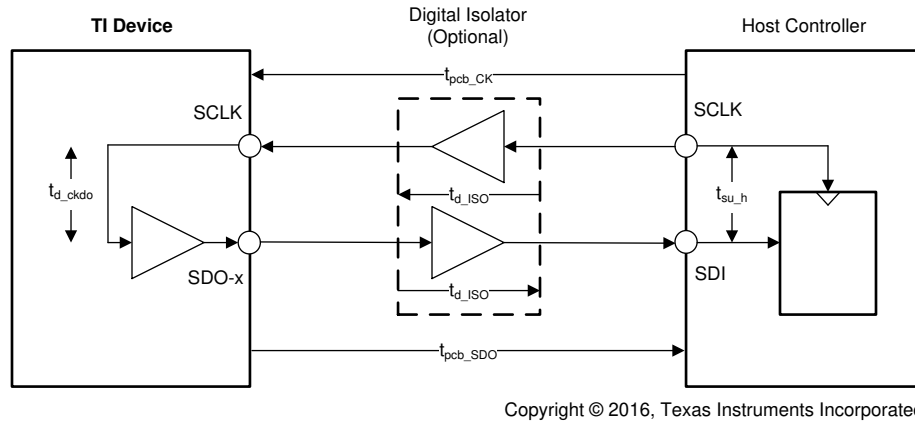 TI Device
Digital Isolator
(Optional)
Host Controller
tpcb_CK
SCLK
SCLK
td_ckdo
td_ISO
tsu_h
SDO-x
SDI
td_ISO
tpcb_SDO
Copyright © 2016, Texas Instruments Incorporated